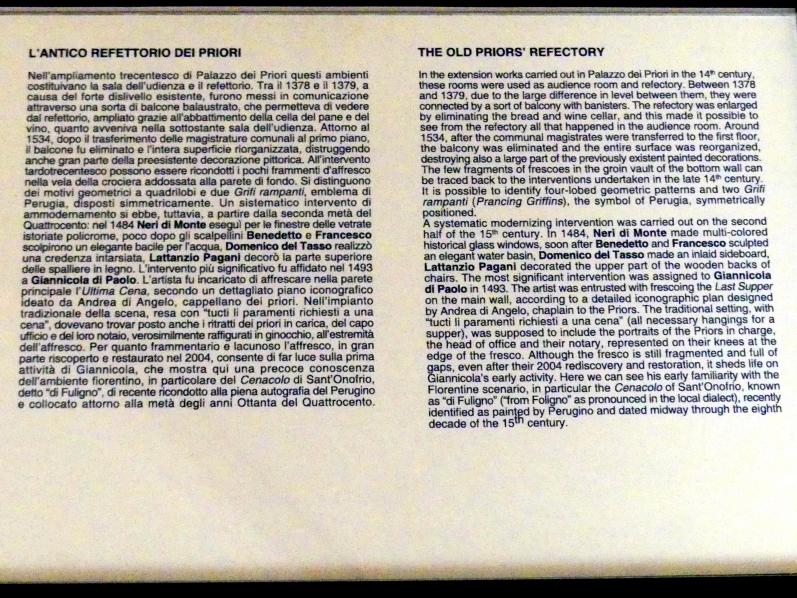 L'ANTICO REFETTORIO DEI PRIORI
Nell'ampliamento trecentesco di Palazzo dei Priori questi ambienti
costituivano la sala dell'udienza e il refettorio. Tra il 1378 e il 1379, a
causa del forte dislivello esistente, furono messi in comunicazione
attraverso una sorta di balcone balaustrato, che permetteva di vedere
dal refettorio, ampliato grazie all'abbattimento della cella del pane e del
vino, quanto avveniva nella sottostante sala dell'udienza. Attorno al
1534, dopo il trasferimento delle magistrature comunali al primo piano,
il balcone fu eliminato e l'intera superficie riorganizzata, distruggendo
anche gran parte della preesistente decorazione pittorica. All'intervento
tardotrecentesco possono essere ricondotti i pochi frammenti d'affresco
nella vela della crociera addossata alla parete di fondo. Si distinguono
dei motivi geometrici a quadrilobi e due Grifi rampanti, emblema di
Perugia, disposti simmetricamente. Un sistematico intervento di
ammodernamento si ebbe, tuttavia, a partire dalla seconda metà del
Quattrocento: nel 1484 Neri di Monte eseguì per le finestre delle vetrate
istoriate policrome, poco dopo gli scalpellini Benedetto e Francesco
scolpirono un elegante bacile per l'acqua, Domenico del Tasso realizzò
una credenza intarsiata, Lattanzio Pagani decorò la parte superiore
delle spalliere in legno. L'intervento più significativo fu affidato nel 1493
a Giannicola di Paolo. L'artista fu incaricato di affrescare nella parete
principale l'Ultima Cena, secondo un dettagliato piano iconografico
ideato da Andrea di Angelo, cappellano dei priori. Nell'impianto
tradizionale della scena, resa con "tucti li paramenti richiesti a una
cena", dovevano trovar posto anche i ritratti dei priori in carica, del capo
ufficio e del loro notaio, verosimilmente raffigurati in ginocchio, all'estremità
dell'affresco. Per quanto frammentario e lacunoso l'affresco, in gran
parte riscoperto e restaurato nel 2004, consente di far luce sulla prima
attività di Giannicola, che mostra qui una precoce conoscenza
dell'ambiente fiorentino, in particolare del Cenacolo di Sant'Onofrio,
detto "di Fuligno", di recente ricondotto alla piena autografia del Perugino
e collocato attorno alla metà degli anni Ottanta del Quattrocento.
THE OLD PRIORS' REFECTORY
In the extension works carried out in Palazzo dei Priori in the 14th century,
these rooms were used as audience room and refectory. Between 1378
and 1379, due to the large difference in level between them, they were
connected by a sort of balcony with banisters. The refectory was enlarged
by eliminating the bread and wine cellar, and this made it possible to
see from the refectory all that happened in the audience room. Around
1534, after the communal magistrates were transferred to the first floor,
the balcony was eliminated and the entire surface was reorganized,
destroying also a large part of the previously existent painted decorations.
The few fragments of frescoes in the groin vault of the bottom wall can
be traced back to the interventions undertaken in the late 14th century.
It is possible to identify four-lobed geometric patterns and two Grifi
rampanti (Prancing Griffins), the symbol of Perugia, symmetrically
positioned.
A systematic modernizing intervention was carried out on the second
half of the 15th century. In 1484, Neri di Monte made multi-colored
historical glass windows, soon after Benedetto and Francesco sculpted
an elegant water basin, Domenico del Tasso made an inlaid sideboard,
Lattanzio Pagani decorated the upper part of the wooden backs of
chairs. The most significant intervention was assigned to Giannicola
di Paolo in 1493. The artist was entrusted with frescoing the Last Supper
on the main wall, according to a detailed iconographic plan designed
by Andrea di Angelo, chaplain to the Priors. The traditional setting, with
"tucti li paramenti richiesti a una cena" (all necessary hangings for a
supper), was supposed to include the portraits of the Priors in charge,
the head of office and their notary, represented on their knees at the
edge of the fresco. Although the fresco is still fragmented and full of
gaps, even after their 2004 rediscovery and restoration, it sheds life on
Giannicola's early activity. Here we can see his early familiarity with the
Florentine scenario, in particular the Cenacolo of Sant'Onofrio, known
as "di Fuligno" ("from Foligno" as pronounced in the local dialect), recently
identified as painted by Perugino and dated midway through the eighth
decade of the 15th century.